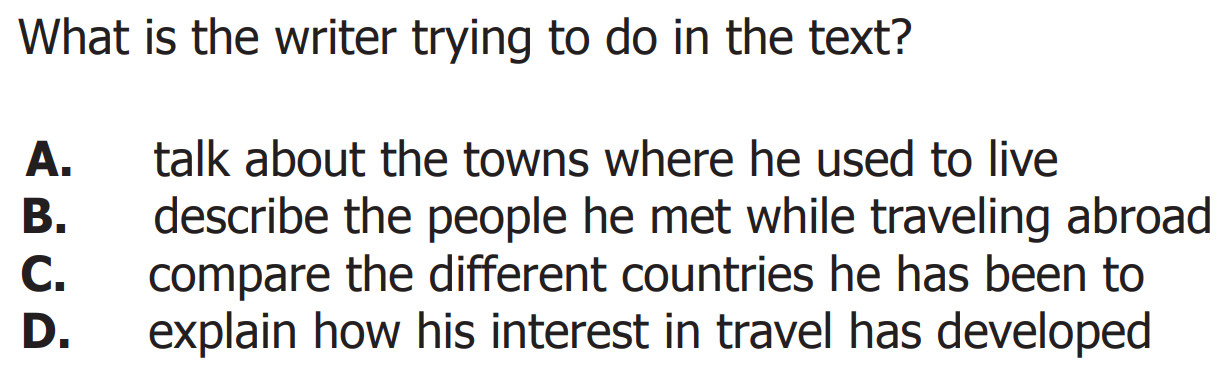 What is the writer trying to do in the text?
A. talk about the towns where he used to live
B. describe the people he met while traveling abroad
C. compare the different countries he has been to
D. explain how his interest in travel has developed